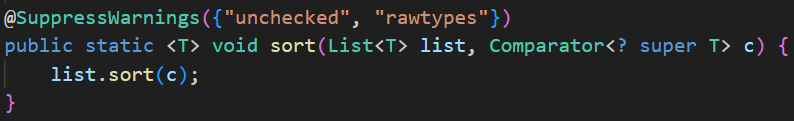 @SuppressWarnings({"unchecked", "rawtypes"})
public static <T> void sort(List<T> list, Comparator<? super T> c) {
    list.sort(c);
}